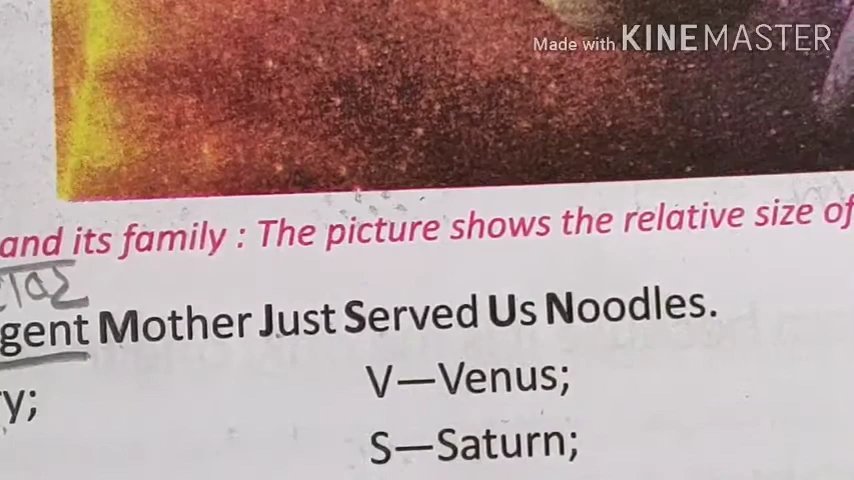 Made with KINEMASTER
and its family : The picture shows the relative size of
gent Mother Just Served Us Noodles.
V—Venus;
y;
S—Saturn;